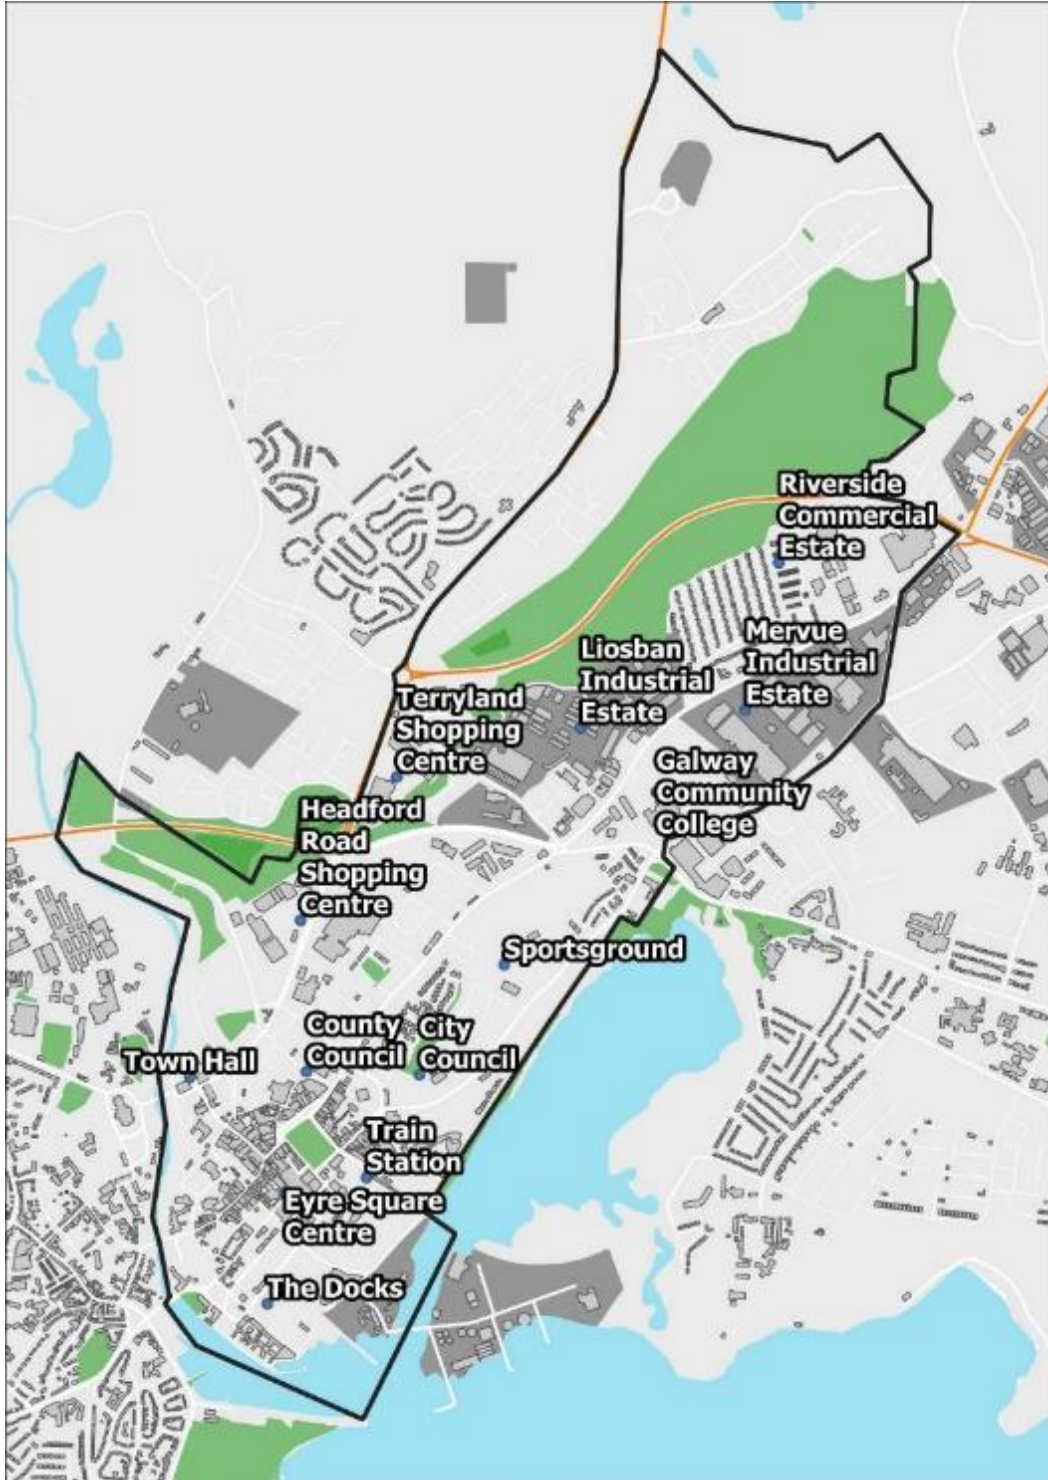 Riverside
Commercial
Estate
Mervue
Industrial
Estate
Liosban
Industrial
Estate
Terryland
Shopping
Centre
Galway
Community
College
Headford
Road
Shopping
Centre
Sportsground
County
Council
City
Council
Town Hall
Train
Station
Eyre Square
Centre
The Docks